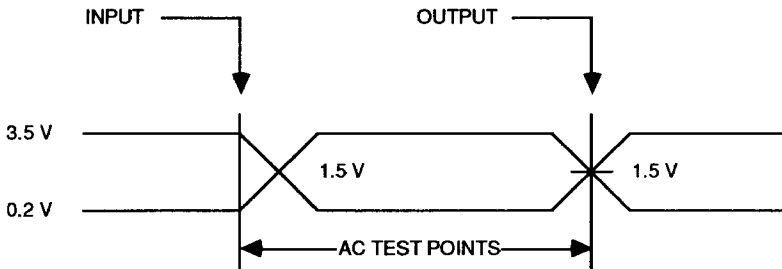 INPUT
OUTPUT
3.5 V
1.5 V
1.5 V
0.2 V
AC TEST POINTS